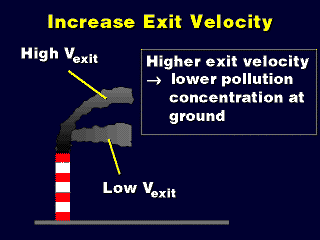 Increase Exit Velocity
High Vexit
Higher exit velocity
→ lower pollution
concentration at
ground
Low Vexit